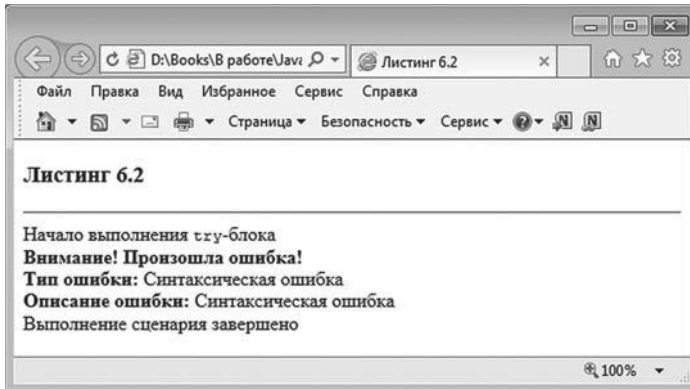 D:\Books\В работе\Java
Листинг 6.2
Файл Правка Вид Избранное Сервис Справка
Страница Безопасность Сервис
Листинг 6.2
Начало выполнения try-блока
Внимание! Произошла ошибка!
Тип ошибки: Синтаксическая ошибка
Описание ошибки: Синтаксическая ошибка
Выполнение сценария завершено
100%